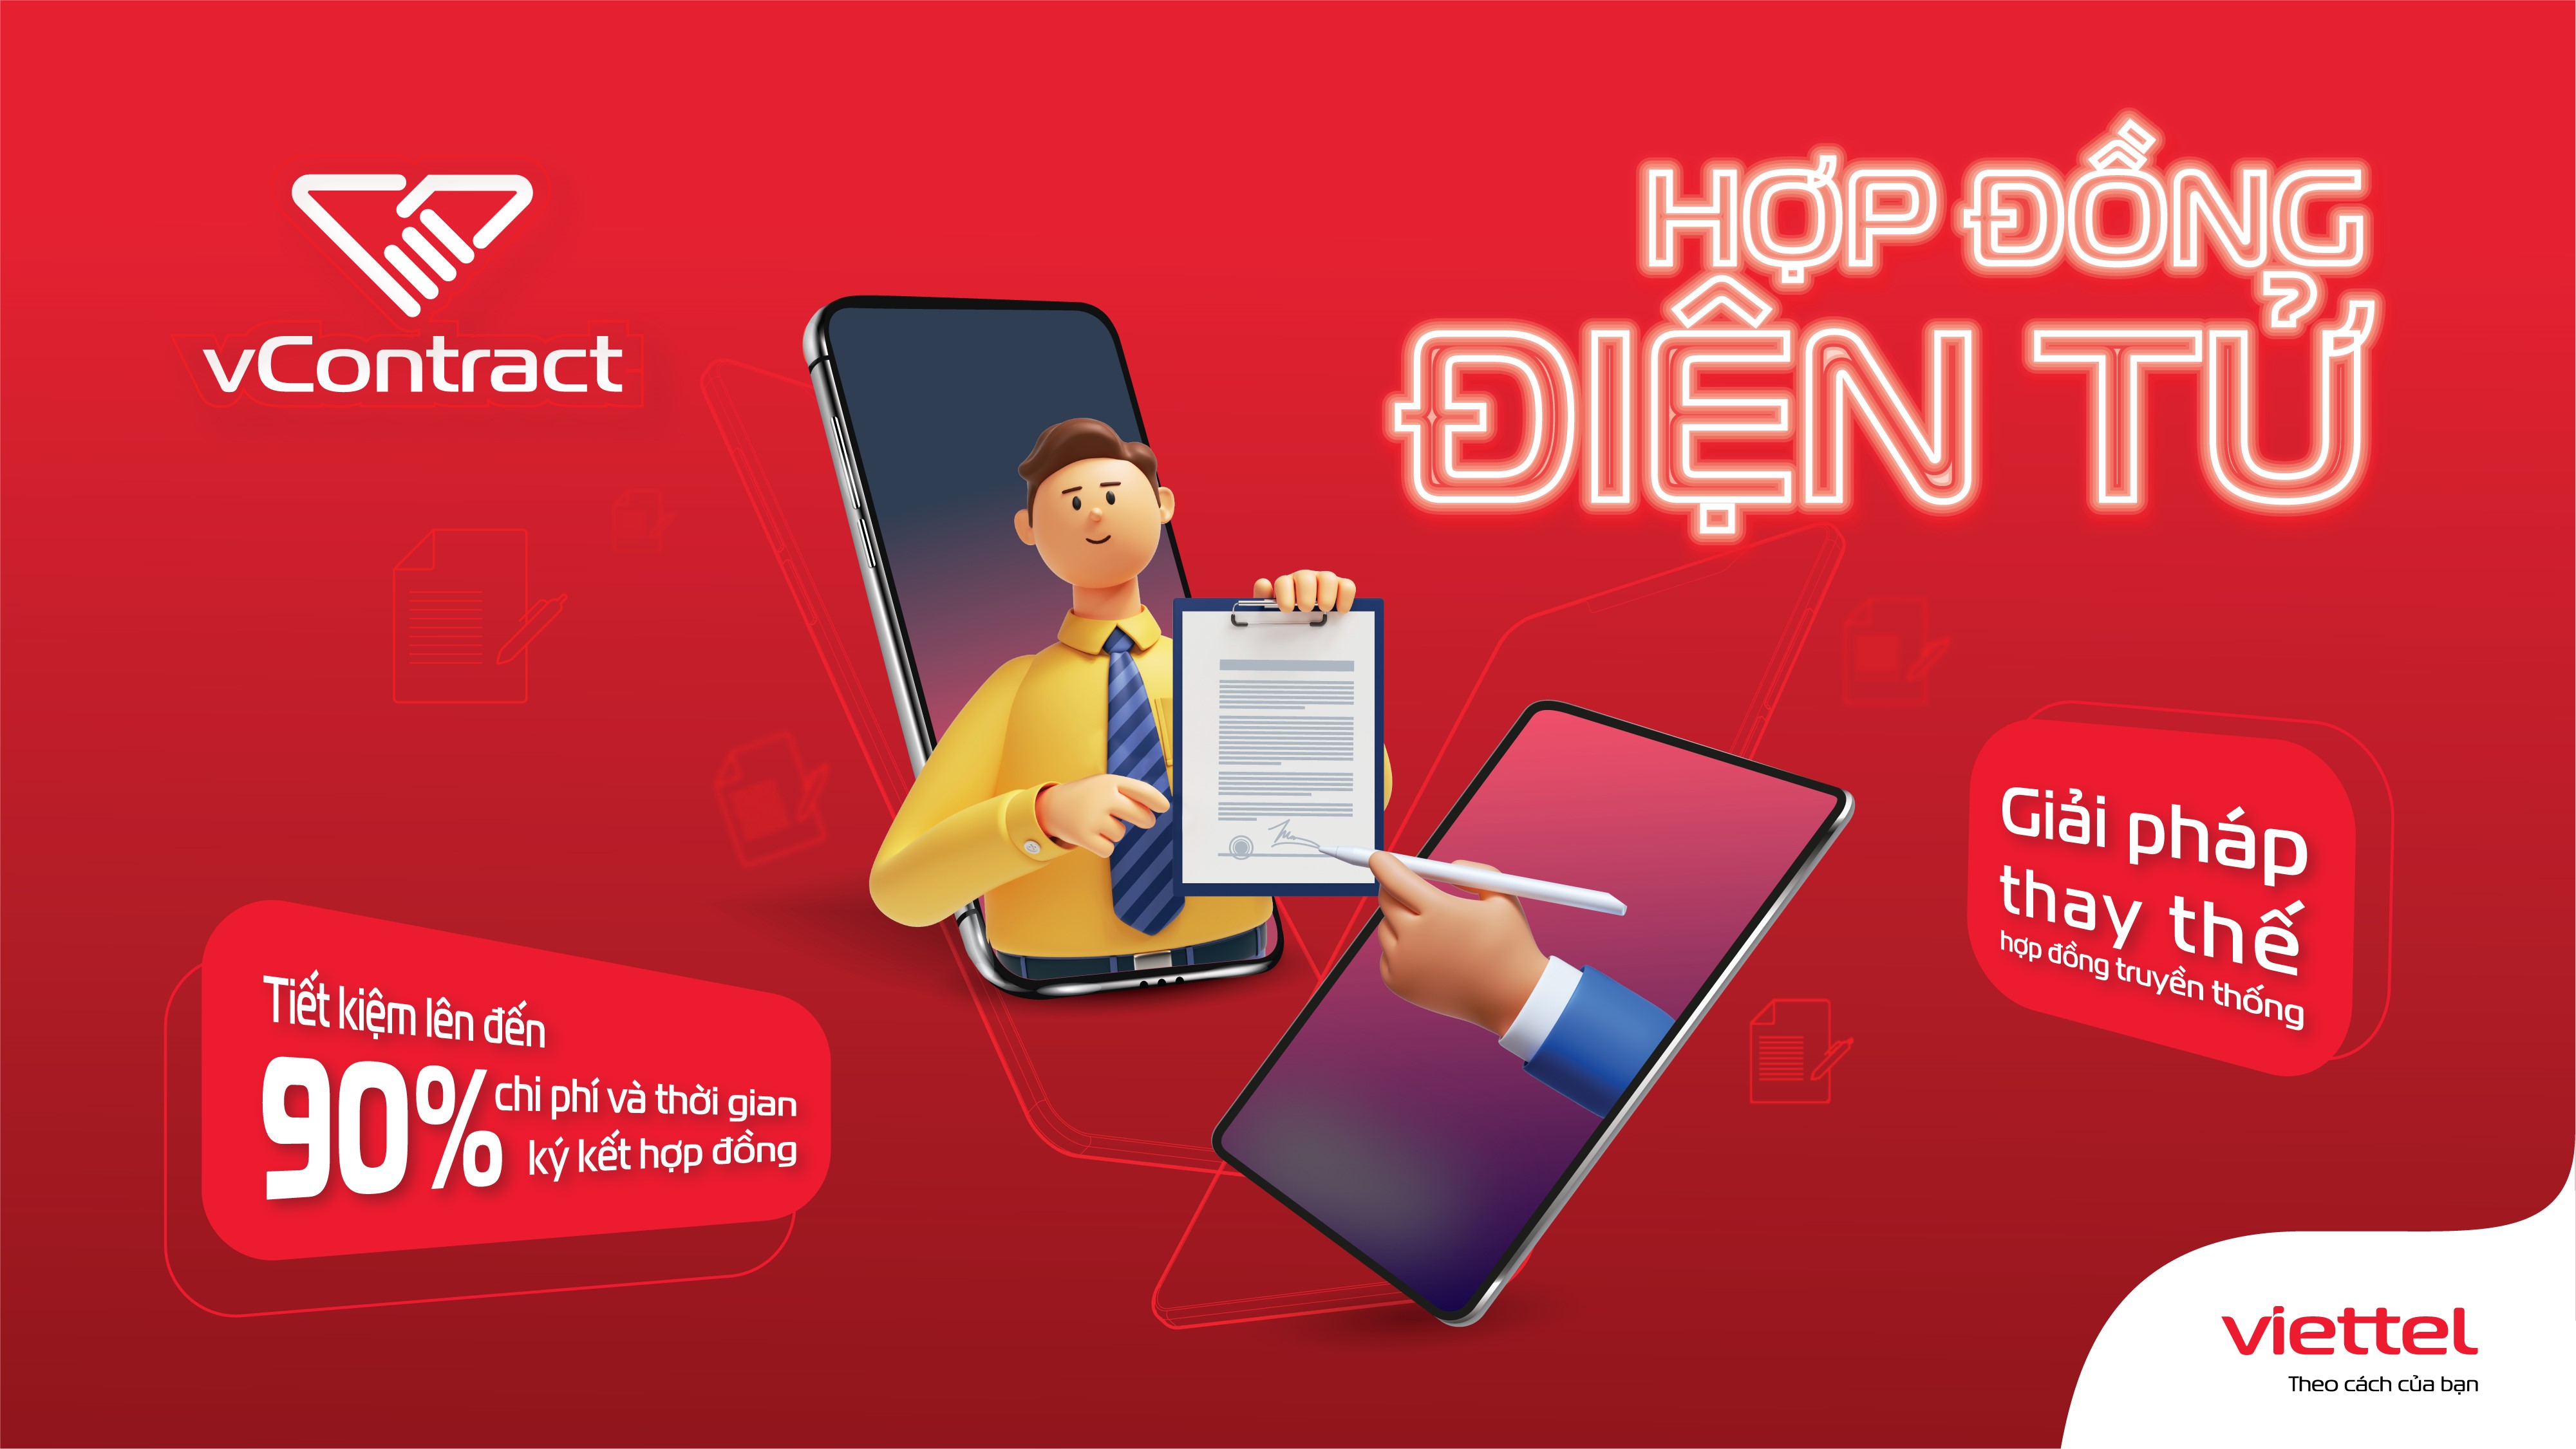 vContract
HỢP ĐỒNG
ĐIỆN TỬ
Giải pháp
thay thế
hợp đồng truyền thống
Tiết kiệm lên đến
90% chi phí và thời gian
ký kết hợp đồng
viettel
Theo cách của bạn